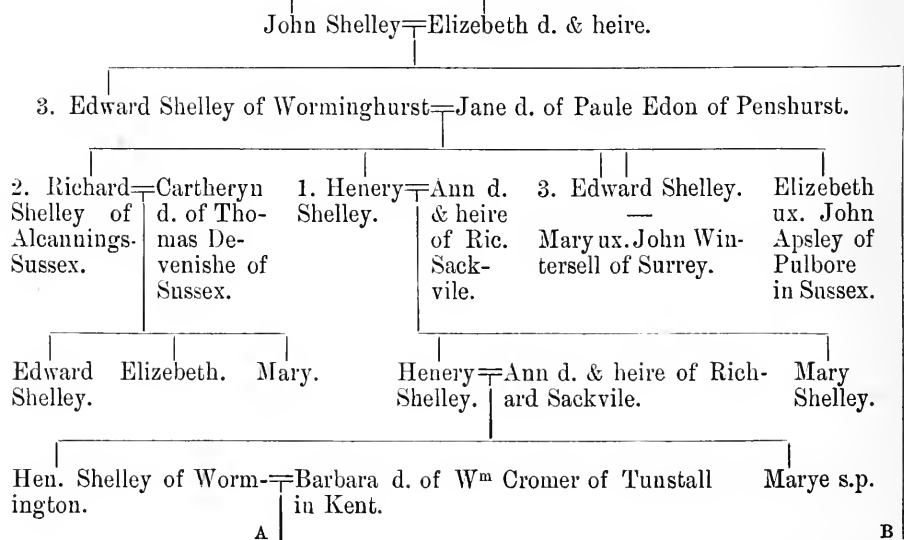 John Shelley=Elizebeth d. & heire.
3. Edward Shelley of Worminghurst=Jane d. of Paule Edon of Penshurst.
2. Richard=Cartheryn
Shelley of
Alcannings-
Sussex.
d. of Tho-
mas De-
venishe of
Sussex.
1. Henery=Ann d.
Shelley.
& heire
of Ric.
Sack-
vile.
3. Edward Shelley.
—
Mary ux. John Win-
tersell of Surrey.
Elizebeth
ux. John
Apsley of
Pulbore
in Sussex.
Edward
Shelley.
Elizebeth.
Mary.
Henery=Ann d. & heire of Rich-
Shelley.
ard Sackvile.
Mary
Shelley.
Hen. Shelley of Worm-=Barbara d. of Wᵐ Cromer of Tunstall
ington.
in Kent.
Marye s.p.
A
B